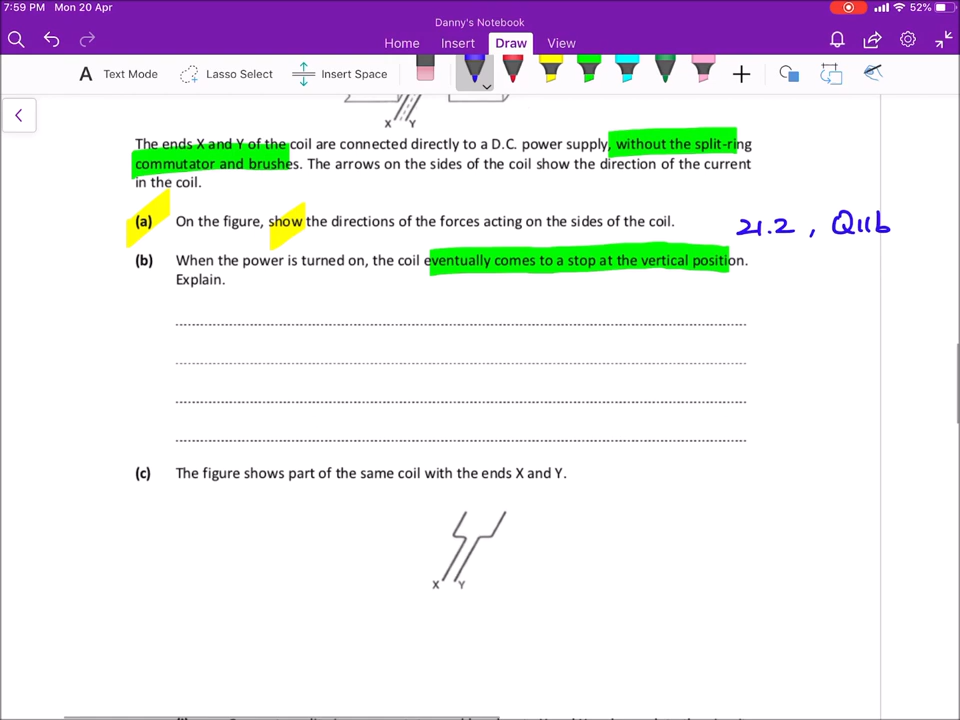 7:59 PM Mon 20 Apr
52%
Danny's Notebook
Home Insert Draw View
A Text Mode Lasso Select Insert Space
X Y
The ends X and Y of the coil are connected directly to a D.C. power supply, without the split-ring
commutator and brushes. The arrows on the sides of the coil show the direction of the current
in the coil.
(a) On the figure, show the directions of the forces acting on the sides of the coil.
21.2 , Q11b
(b) When the power is turned on, the coil eventually comes to a stop at the vertical position.
Explain.
(c) The figure shows part of the same coil with the ends X and Y.
X Y